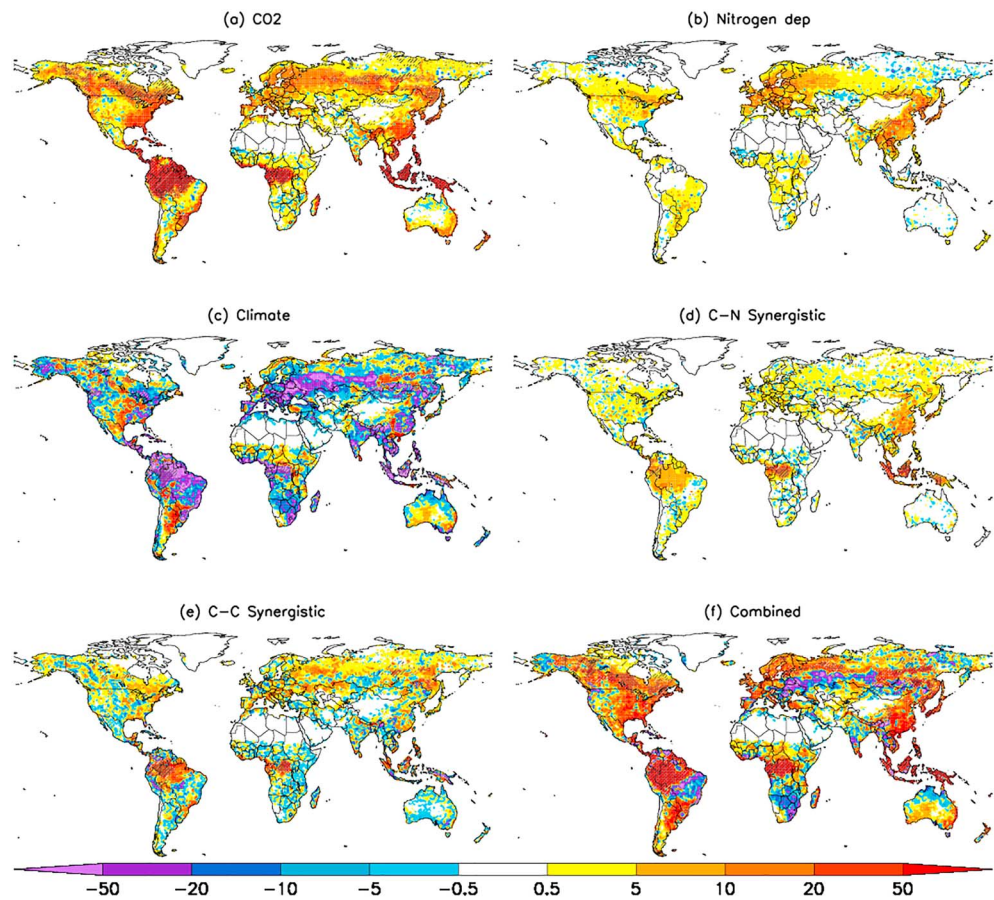 (a) CO2
(b) Nitrogen dep
(c) Climate
(d) C-N Synergistic
(e) C-C Synergistic
(f) Combined
-50 -20 -10 -5 -0.5 0.5 5 10 20 50